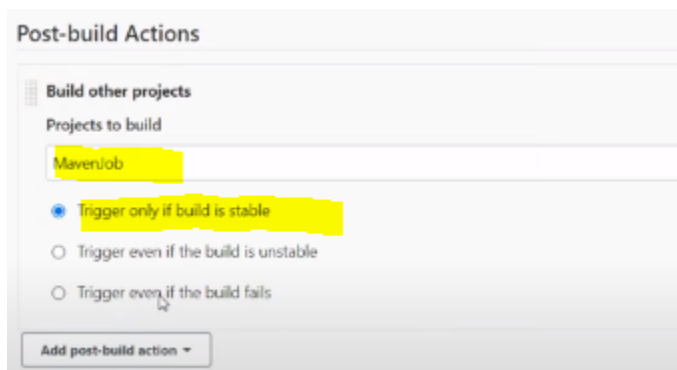 Post-build Actions
Build other projects
Projects to build
MavenJob
Trigger only if build is stable
Trigger even if the build is unstable
Trigger even if the build fails
Add post-build action